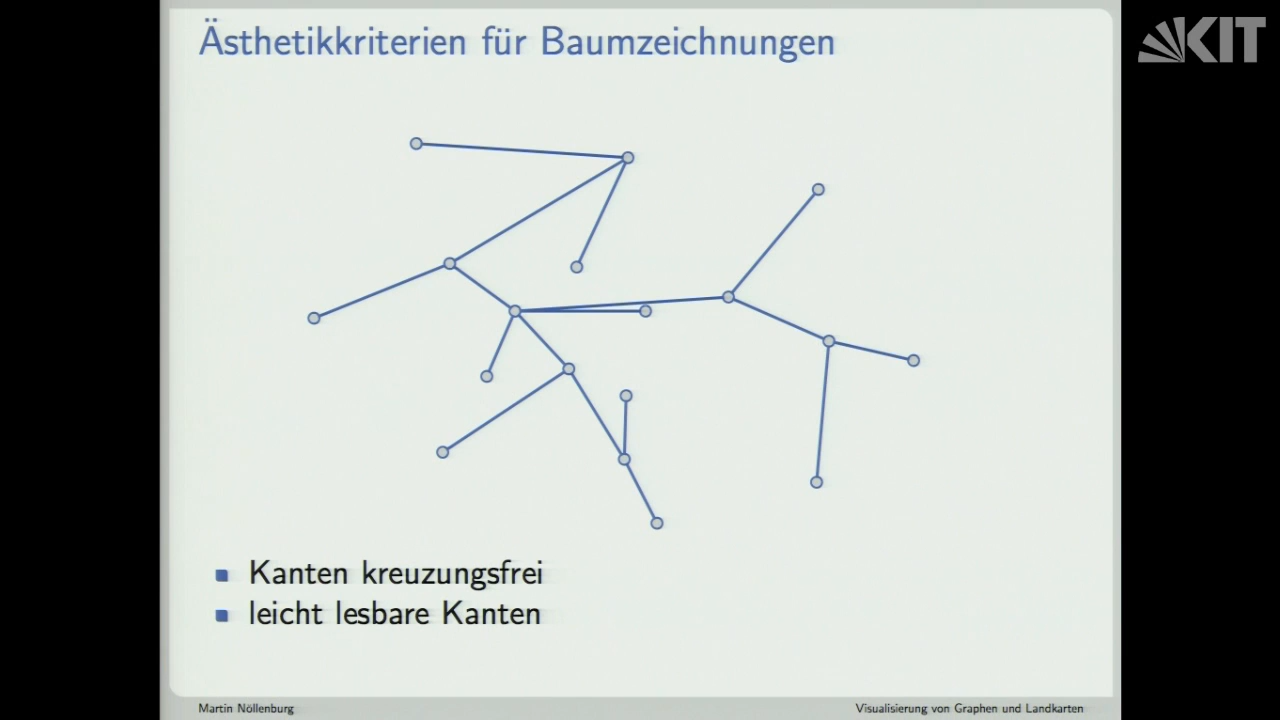 Ästhetikkriterien für Baumzeichnungen
KIT
Kanten kreuzungsfrei
leicht lesbare Kanten
Martin Nöllenburg
Visualisierung von Graphen und Landkarten